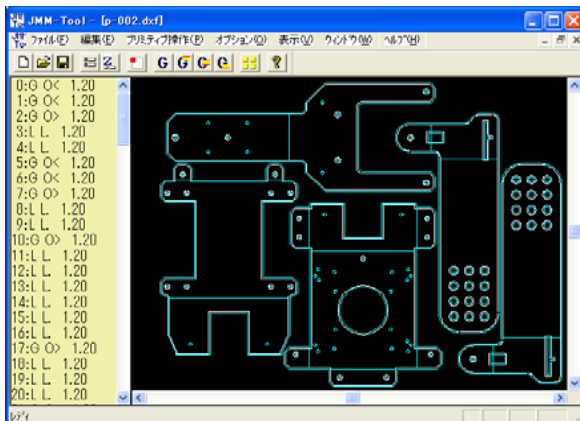 JMM-Tool - [p-002.dxf]
ファイル(F) 編集(E) プリミティブ操作(P) オプション(O) 表示(V) ウィンドウ(W) ヘルプ(H)
G G G G ?
0:G O< 1.20
1:G O< 1.20
2:G O> 1.20
3:L L 1.20
4:L L 1.20
5:G O< 1.20
6:G O< 1.20
7:G O> 1.20
8:L L 1.20
9:L L 1.20
10:G O> 1.20
11:L L 1.20
12:L L 1.20
13:L L 1.20
14:L L 1.20
15:L L 1.20
16:L L 1.20
17:G O> 1.20
18:L L 1.20
19:L L 1.20
20:L L 1.20
レディ